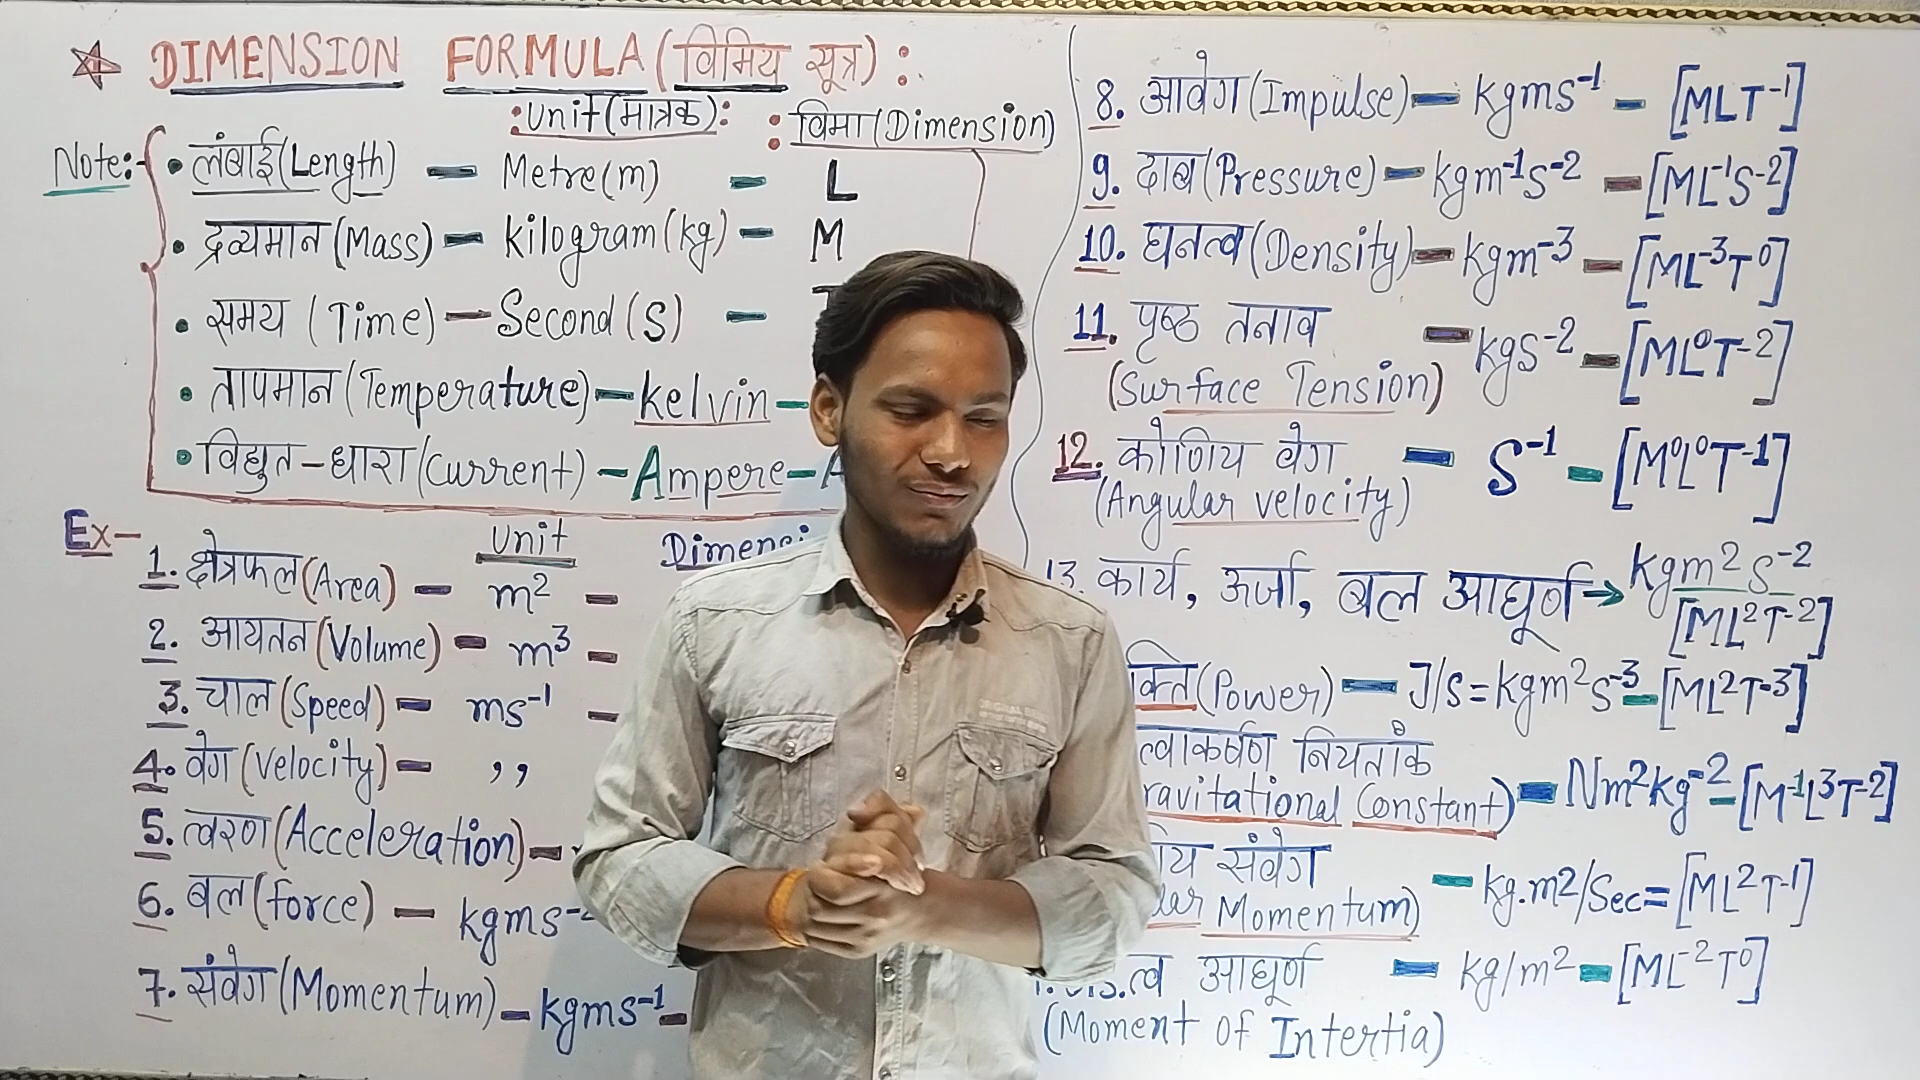 DIMENSION FORMULA (विमिय सूत्र) :
:Unit(मात्रक): : विमा (Dimension)
Note:- • लंबाई(Length) — Metre(m) — L
• द्रव्यमान (Mass) — kilogram (kg) — M
• समय (Time) — Second (S) —
• तापमान (Temperature) — kelvin —
• विद्युत-धारा (Current) — Ampere — A
Ex- Unit
1. क्षेत्रफल (Area) — m² —
2. आयतन (Volume) — m³ —
3. चाल (Speed) — ms⁻¹ —
4. वेग (Velocity) — ,,
5. त्वरण (Acceleration) —
6. बल (force) — kgms⁻
7. संवेग (Momentum) — kgms⁻¹ —
8. आवेग (Impulse) — kgms⁻¹ — [MLT⁻¹]
9. दाब (Pressure) — kgm⁻¹s⁻² — [ML⁻¹S⁻²]
10. घनत्व (Density) — kgm⁻³ — [ML⁻³T⁰]
11. पृष्ठ तनाव — kgs⁻² — [ML⁰T⁻²]
(Surface Tension)
12. कोणिय वेग — S⁻¹ — [M⁰L⁰T⁻¹]
(Angular velocity)
13. कार्य, ऊर्जा, बल आघूर्ण → kgm²s⁻²
[ML²T⁻²]
क्ति (Power) — J/s = kgm²s⁻³ — [ML²T⁻³]
त्वाकर्षण नियतांक
ravitational Constant) — Nm²kg⁻² — [M⁻¹L³T⁻²]
िय संवेग — kg.m²/Sec = [ML²T⁻¹]
lar Momentum)
त्व आघूर्ण — kg/m² — [ML⁻²T⁰]
(Moment of Intertia)